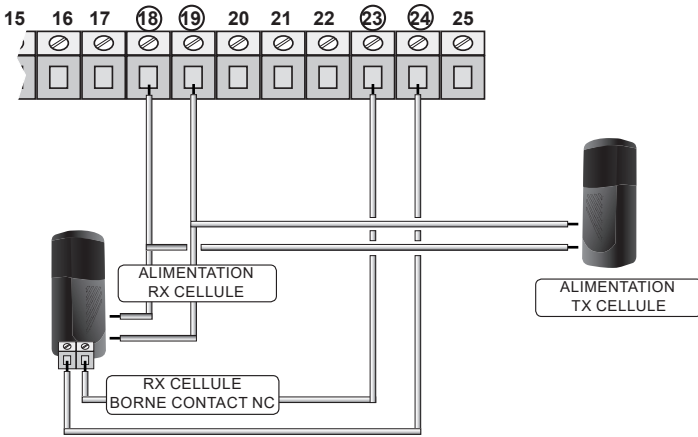 15 16 17 18 19 20 21 22 23 24 25
ALIMENTATION
RX CELLULE
ALIMENTATION
TX CELLULE
RX CELLULE
BORNE CONTACT NC